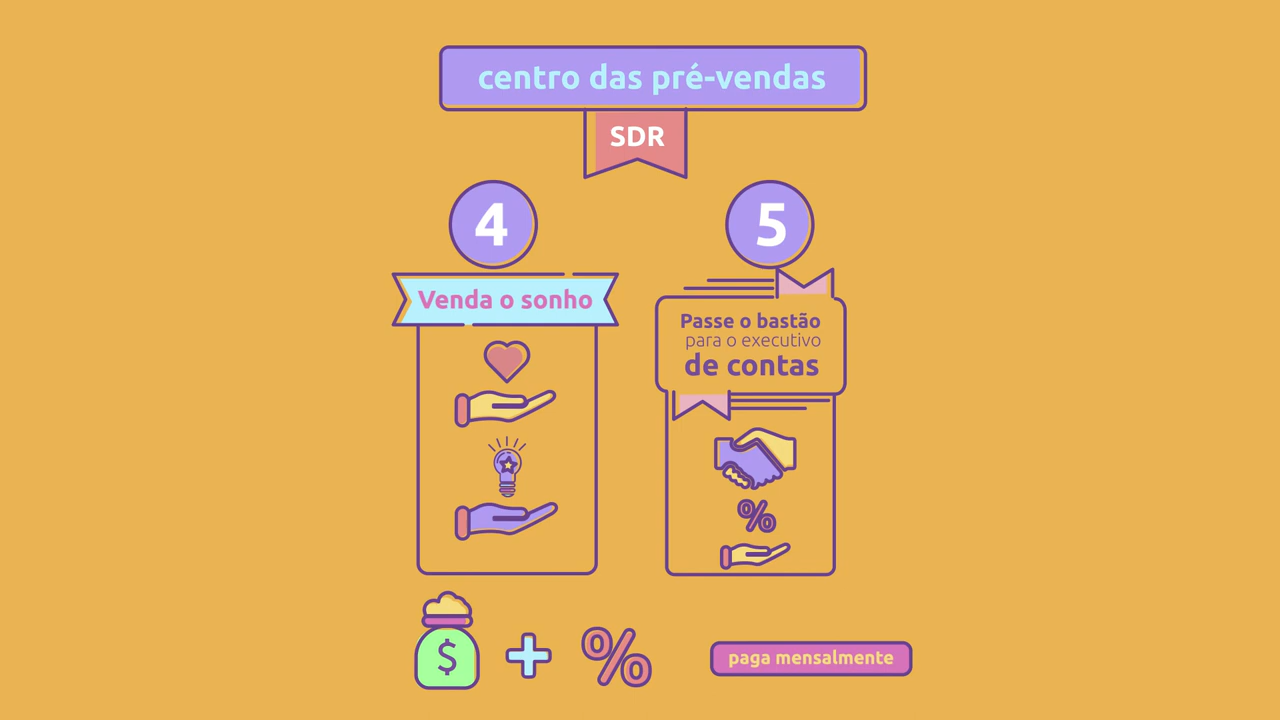 centro das pré-vendas
SDR
4
Venda o sonho
5
Passe o bastão
para o executivo
de contas
%
$ + %
paga mensalmente